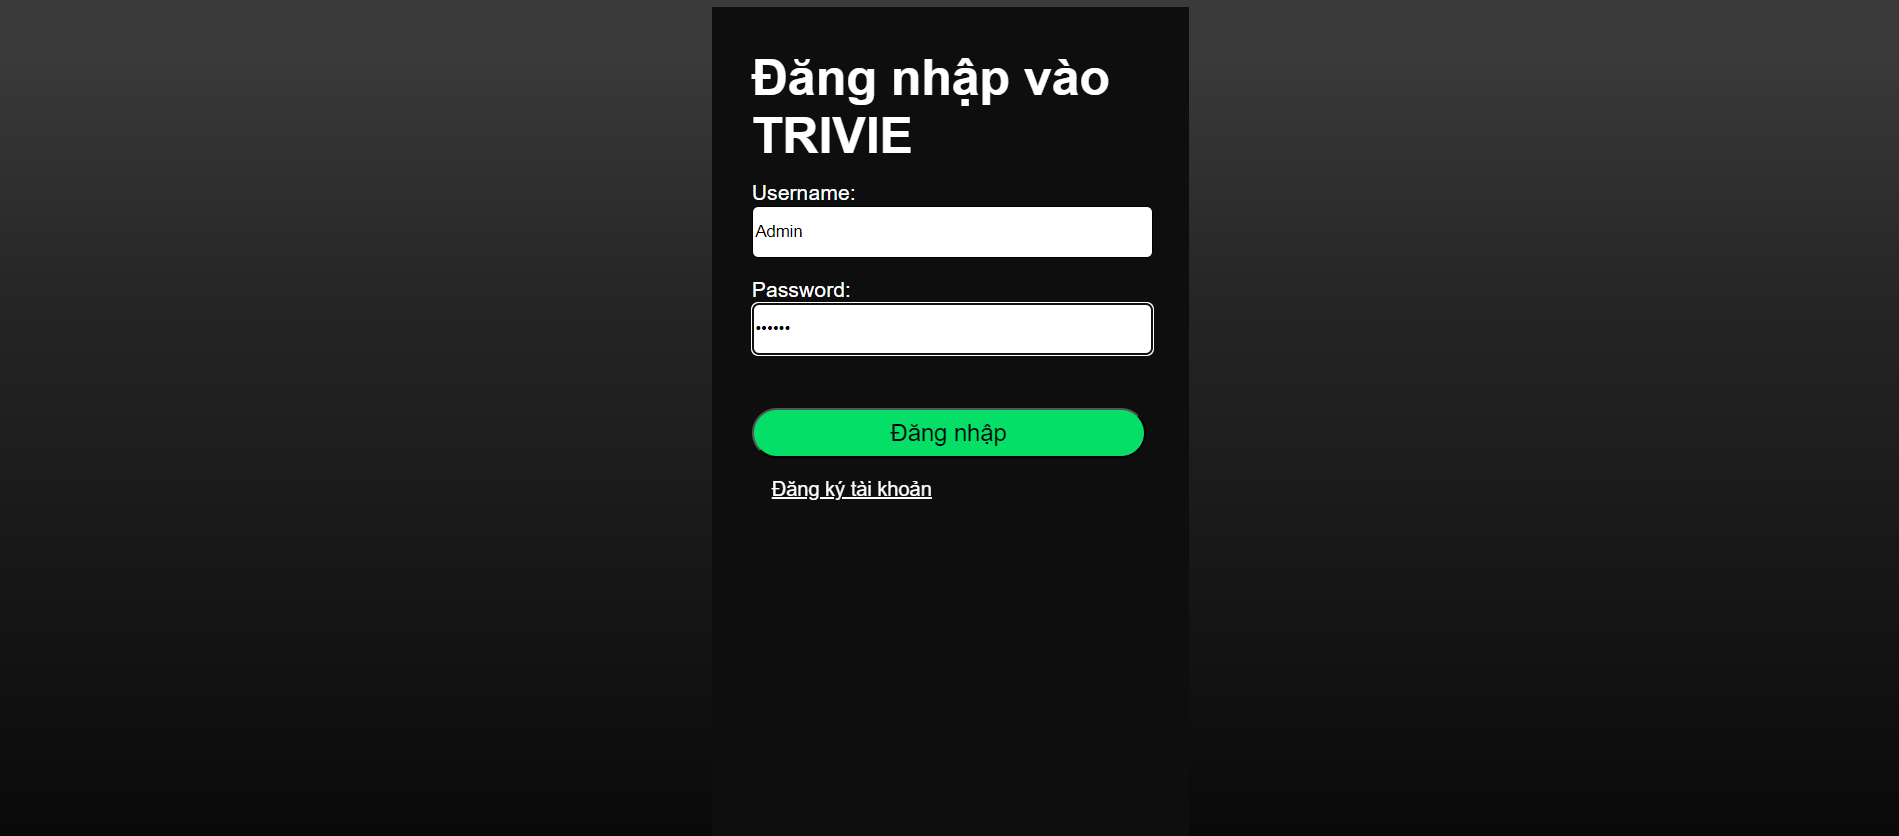 Đăng nhập vào
TRIVIE
Username:
Admin
Password:
••••••
Đăng nhập
Đăng ký tài khoản